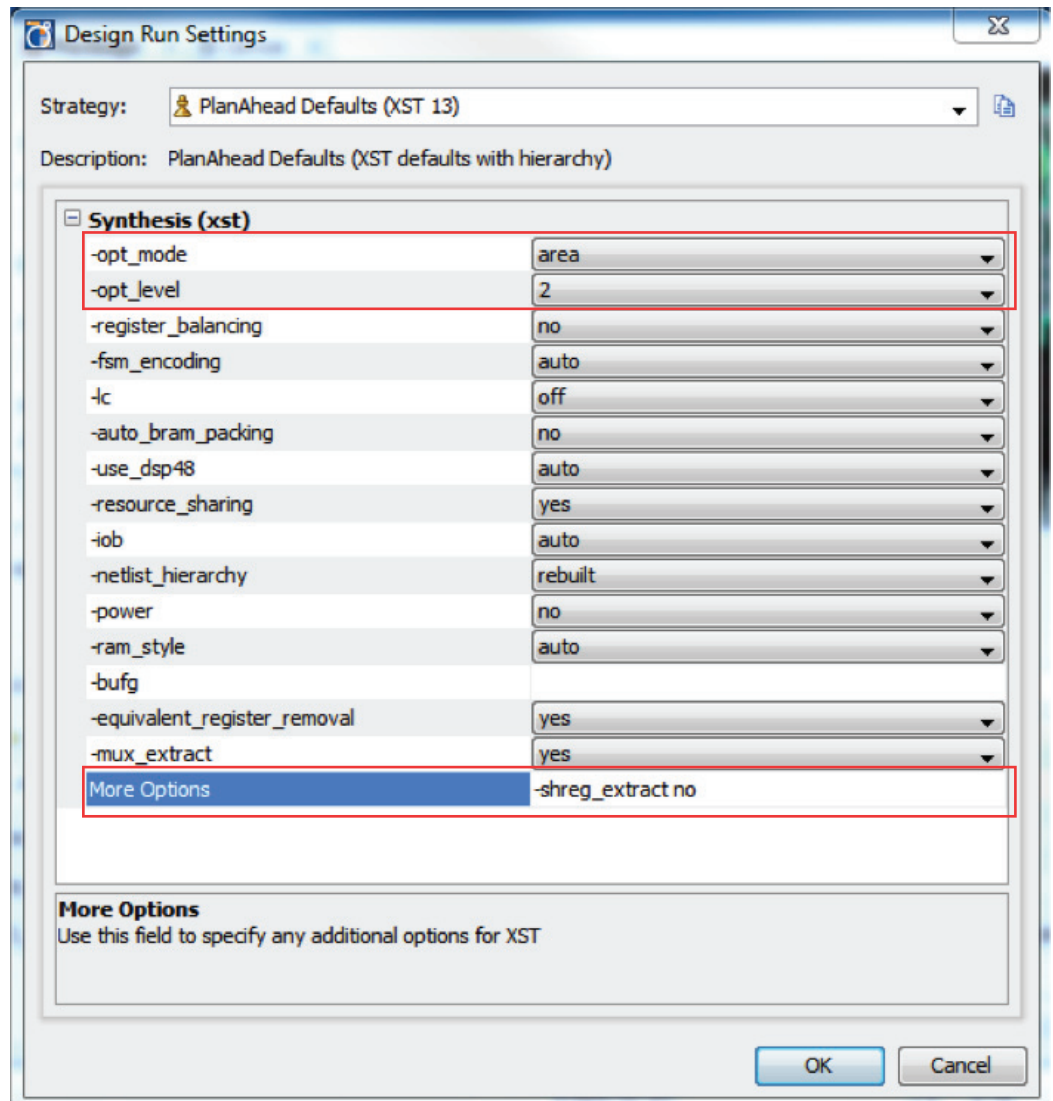 Design Run Settings
Strategy: PlanAhead Defaults (XST 13)
Description: PlanAhead Defaults (XST defaults with hierarchy)
Synthesis (xst)
-opt_mode area
-opt_level 2
-register_balancing no
-fsm_encoding auto
-lc off
-auto_bram_packing no
-use_dsp48 auto
-resource_sharing yes
-iob auto
-netlist_hierarchy rebuilt
-power no
-ram_style auto
-bufg
-equivalent_register_removal yes
-mux_extract yes
More Options -shreg_extract no
More Options
Use this field to specify any additional options for XST
OK Cancel